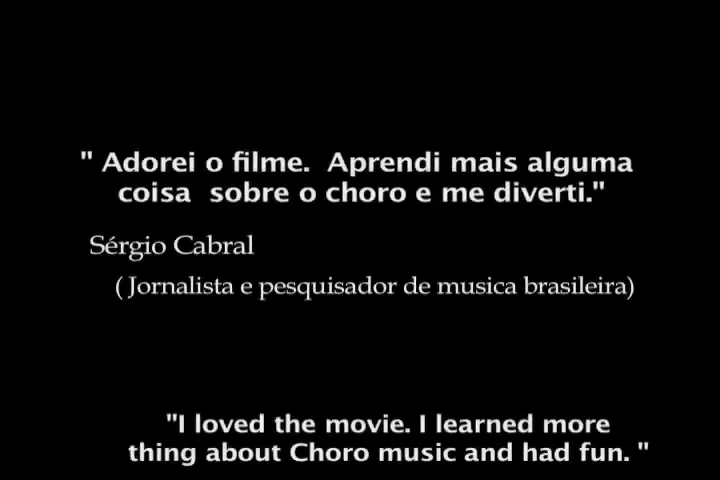 " Adorei o filme.  Aprendi mais alguma
coisa  sobre o choro e me diverti."
Sérgio Cabral
( Jornalista e pesquisador de musica brasileira)
"I loved the movie. I learned more
thing about Choro music and had fun. "